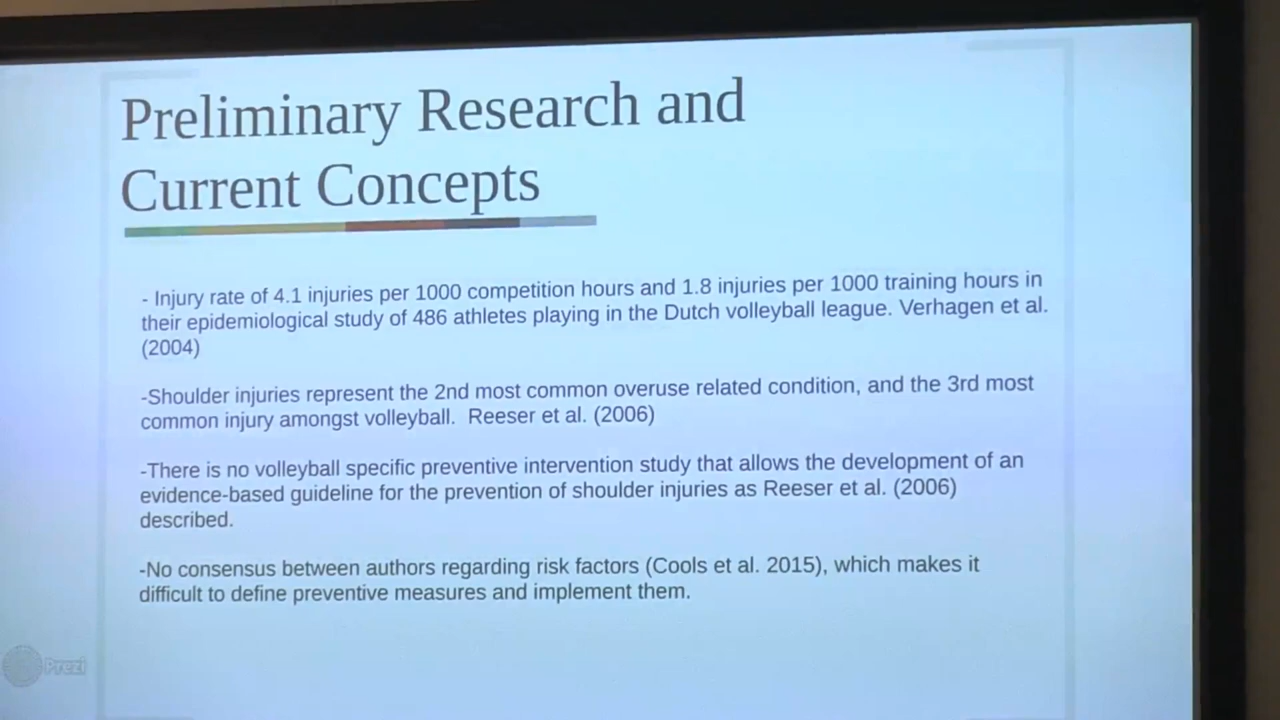 Preliminary Research and
Current Concepts
- Injury rate of 4.1 injuries per 1000 competition hours and 1.8 injuries per 1000 training hours in
their epidemiological study of 486 athletes playing in the Dutch volleyball league. Verhagen et al.
(2004)
-Shoulder injuries represent the 2nd most common overuse related condition, and the 3rd most
common injury amongst volleyball.  Reeser et al. (2006)
-There is no volleyball specific preventive intervention study that allows the development of an
evidence-based guideline for the prevention of shoulder injuries as Reeser et al. (2006)
described.
-No consensus between authors regarding risk factors (Cools et al. 2015), which makes it
difficult to define preventive measures and implement them.
Prezi